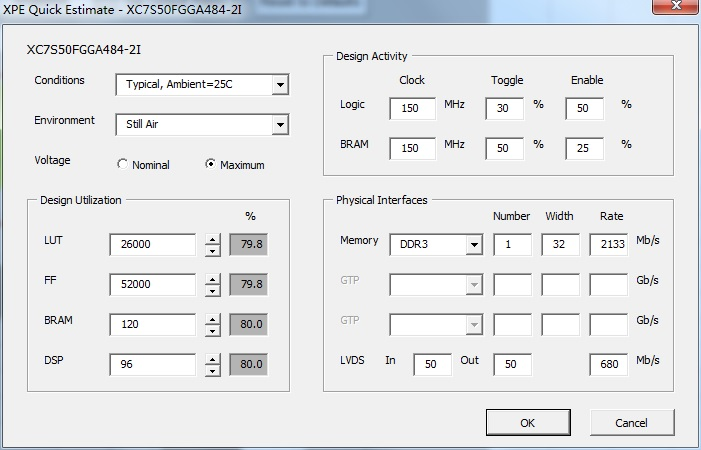 XPE Quick Estimate - XC7S50FGGA484-2I
XC7S50FGGA484-2I
Conditions Typical, Ambient=25C
Environment Still Air
Voltage Nominal Maximum
Design Activity
Clock Toggle Enable
Logic 150 MHz 30 % 50 %
BRAM 150 MHz 50 % 25 %
Design Utilization
%
LUT 26000 79.8
FF 52000 79.8
BRAM 120 80.0
DSP 96 80.0
Physical Interfaces
Number Width Rate
Memory DDR3 1 32 2133 Mb/s
GTP Gb/s
GTP Gb/s
LVDS In 50 Out 50 680 Mb/s
OK Cancel